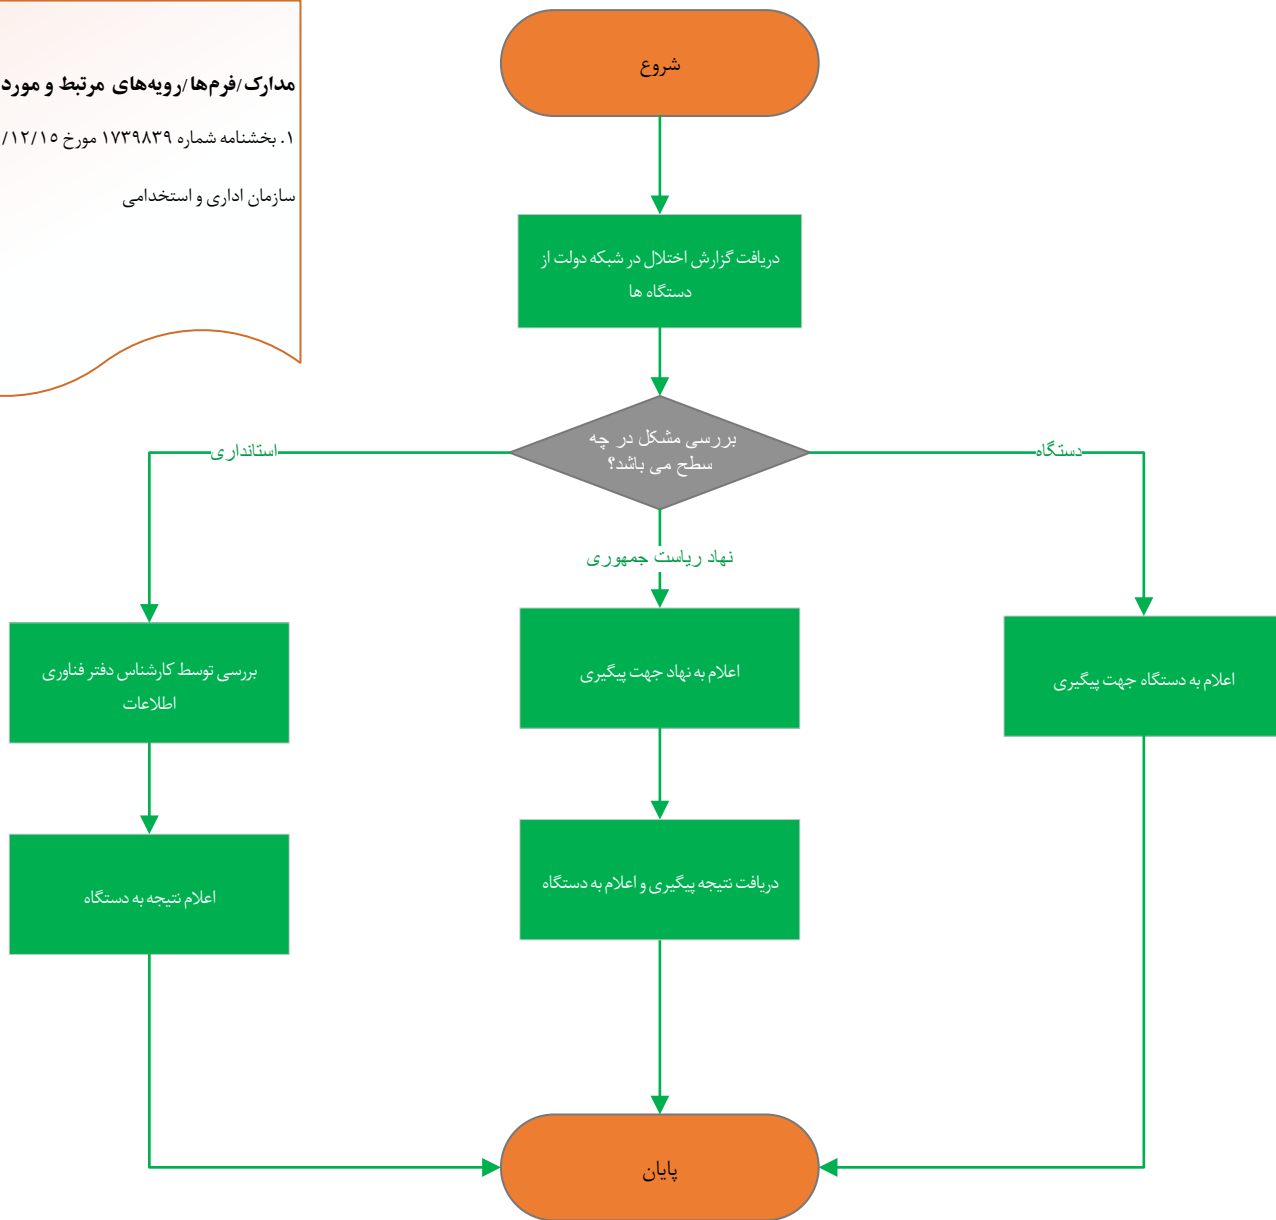 مدارک/فرم‌ها/رویه‌های مرتبط و مورد
۱. بخشنامه شماره ۱۷۳۹۸۳۹ مورخ ۱۲/۱۵/
سازمان اداری و استخدامی
شروع
دریافت گزارش اختلال در شبکه دولت از
دستگاه ها
بررسی مشکل در چه
سطح می باشد؟
دستگاه
نهاد ریاست جمهوری
استانداری
اعلام به دستگاه جهت پیگیری
اعلام به نهاد جهت پیگیری
بررسی توسط کارشناس دفتر فناوری
اطلاعات
دریافت نتیجه پیگیری و اعلام به دستگاه
اعلام نتیجه به دستگاه
پایان